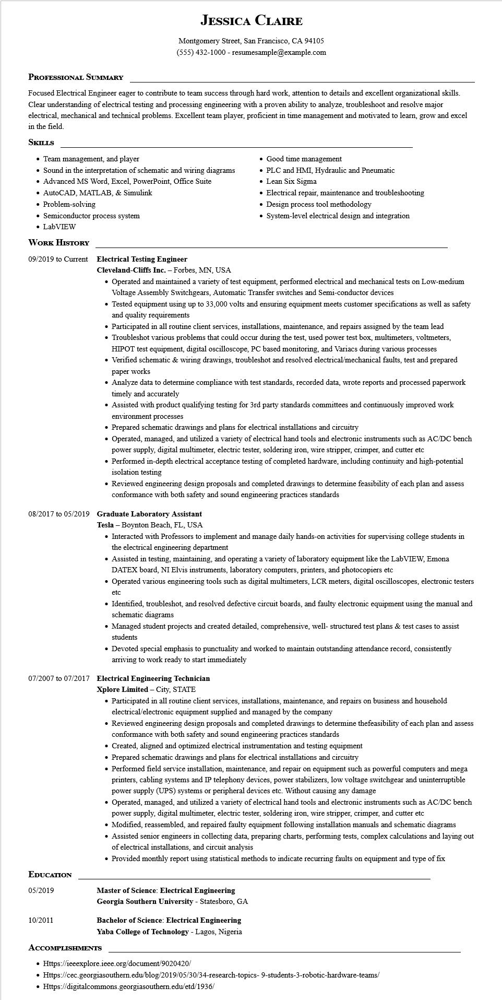 Jessica Claire
Montgomery Street, San Francisco, CA 94105
(555) 432-1000 - resumesample@example.com
Professional Summary
Focused Electrical Engineer eager to contribute to team success through hard work, attention to details and excellent organizational skills.
Clear understanding of electrical testing and processing engineering with a proven ability to analyze, troubleshoot and resolve major
electrical, mechanical and technical problems. Excellent team player, proficient in time management and motivated to learn, grow and excel
in the field.
Skills
• Team management, and player
• Sound in the interpretation of schematic and wiring diagrams
• Advanced MS Word, Excel, PowerPoint, Office Suite
• AutoCAD, MATLAB, & Simulink
• Problem-solving
• Semiconductor process system
• LabVIEW
• Good time management
• PLC and HMI, Hydraulic and Pneumatic
• Lean Six Sigma
• Electrical repair, maintenance and troubleshooting
• Design process tool methodology
• System-level electrical design and integration
Work History
09/2019 to Current Electrical Testing Engineer
Cleveland-Cliffs Inc. – Forbes, MN, USA
• Operated and maintained a variety of test equipment, performed electrical and mechanical tests on Low-medium
Voltage Assembly Switchgears, Automatic Transfer switches and Semi-conductor devices
• Tested equipment using up to 33,000 volts and ensuring equipment meets customer specifications as well as safety
and quality requirements
• Participated in all routine client services, installations, maintenance, and repairs assigned by the team lead
• Troubleshot various problems that could occur during the test, used power test box, multimeters, voltmeters,
HIPOT test equipment, digital oscilloscope, PC based monitoring, and Variacs during various processes
• Verified schematic & wiring drawings, troubleshot and resolved electrical/mechanical faults, test and prepared
paper works
• Analyze data to determine compliance with test standards, recorded data, wrote reports and processed paperwork
timely and accurately
• Assisted with product qualifying testing for 3rd party standards committees and continuously improved work
environment processes
• Prepared schematic drawings and plans for electrical installations and circuitry
• Operated, managed, and utilized a variety of electrical hand tools and electronic instruments such as AC/DC bench
power supply, digital multimeter, electric tester, soldering iron, wire stripper, crimper, and cutter etc
• Performed in-depth electrical acceptance testing of completed hardware, including continuity and high-potential
isolation testing
• Reviewed engineering design proposals and completed drawings to determine feasibility of each plan and assess
conformance with both safety and sound engineering practices standards
08/2017 to 05/2019 Graduate Laboratory Assistant
Tesla – Boynton Beach, FL, USA
• Interacted with Professors to implement and manage daily hands-on activities for supervising college students in
the electrical engineering department
• Assisted in testing, maintaining, and operating a variety of laboratory equipment like the LabVIEW, Emona
DATEX board, NI Elvis instruments, laboratory computers, printers, and photocopiers etc
• Operated various engineering tools such as digital multimeters, LCR meters, digital oscilloscopes, electronic testers
etc
• Identified, troubleshot, and resolved defective circuit boards, and faulty electronic equipment using the manual and
schematic diagrams
• Managed student projects and created detailed, comprehensive, well- structured test plans & test cases to assist
students
• Devoted special emphasis to punctuality and worked to maintain outstanding attendance record, consistently
arriving to work ready to start immediately
07/2007 to 07/2017 Electrical Engineering Technician
Xplore Limited – City, STATE
• Participated in all routine client services, installations, maintenance, and repairs on business and household
electrical/electronic equipment supplied and managed by the company
• Reviewed engineering design proposals and completed drawings to determine thefeasibility of each plan and assess
conformance with both safety and sound engineering practices standards
• Created, aligned and optimized electrical instrumentation and testing equipment
• Prepared schematic drawings and plans for electrical installations and circuitry
• Performed field service installation, maintenance, and repair on equipment such as powerful computers and mega
printers, cabling systems and IP telephony devices, power stabilizers, low voltage switchgear and uninterruptible
power supply (UPS) systems or peripheral devices etc. Without causing any damage
• Operated, managed, and utilized a variety of electrical hand tools and electronic instruments such as AC/DC bench
power supply, digital multimeter, electric tester, soldering iron, wire stripper, crimper, and cutter etc
• Modified, reassembled, and repaired faulty equipment following installation manuals and schematic diagrams
• Assisted senior engineers in collecting data, preparing charts, performing tests, complex calculations and laying out
of electrical installations, and circuit analysis
• Provided monthly report using statistical methods to indicate recurring faults on equipment and type of fix
Education
05/2019 Master of Science: Electrical Engineering
Georgia Southern University - Statesboro, GA
10/2011 Bachelor of Science: Electrical Engineering
Yaba College of Technology - Lagos, Nigeria
Accomplishments
• Https://ieeexplore.ieee.org/document/9020420/
• Https://cec.georgiasouthern.edu/blog/2019/05/30/34-research-topics- 9-students-3-robotic-hardware-teams/
• Https://digitalcommons.georgiasouthern.edu/etd/1936/